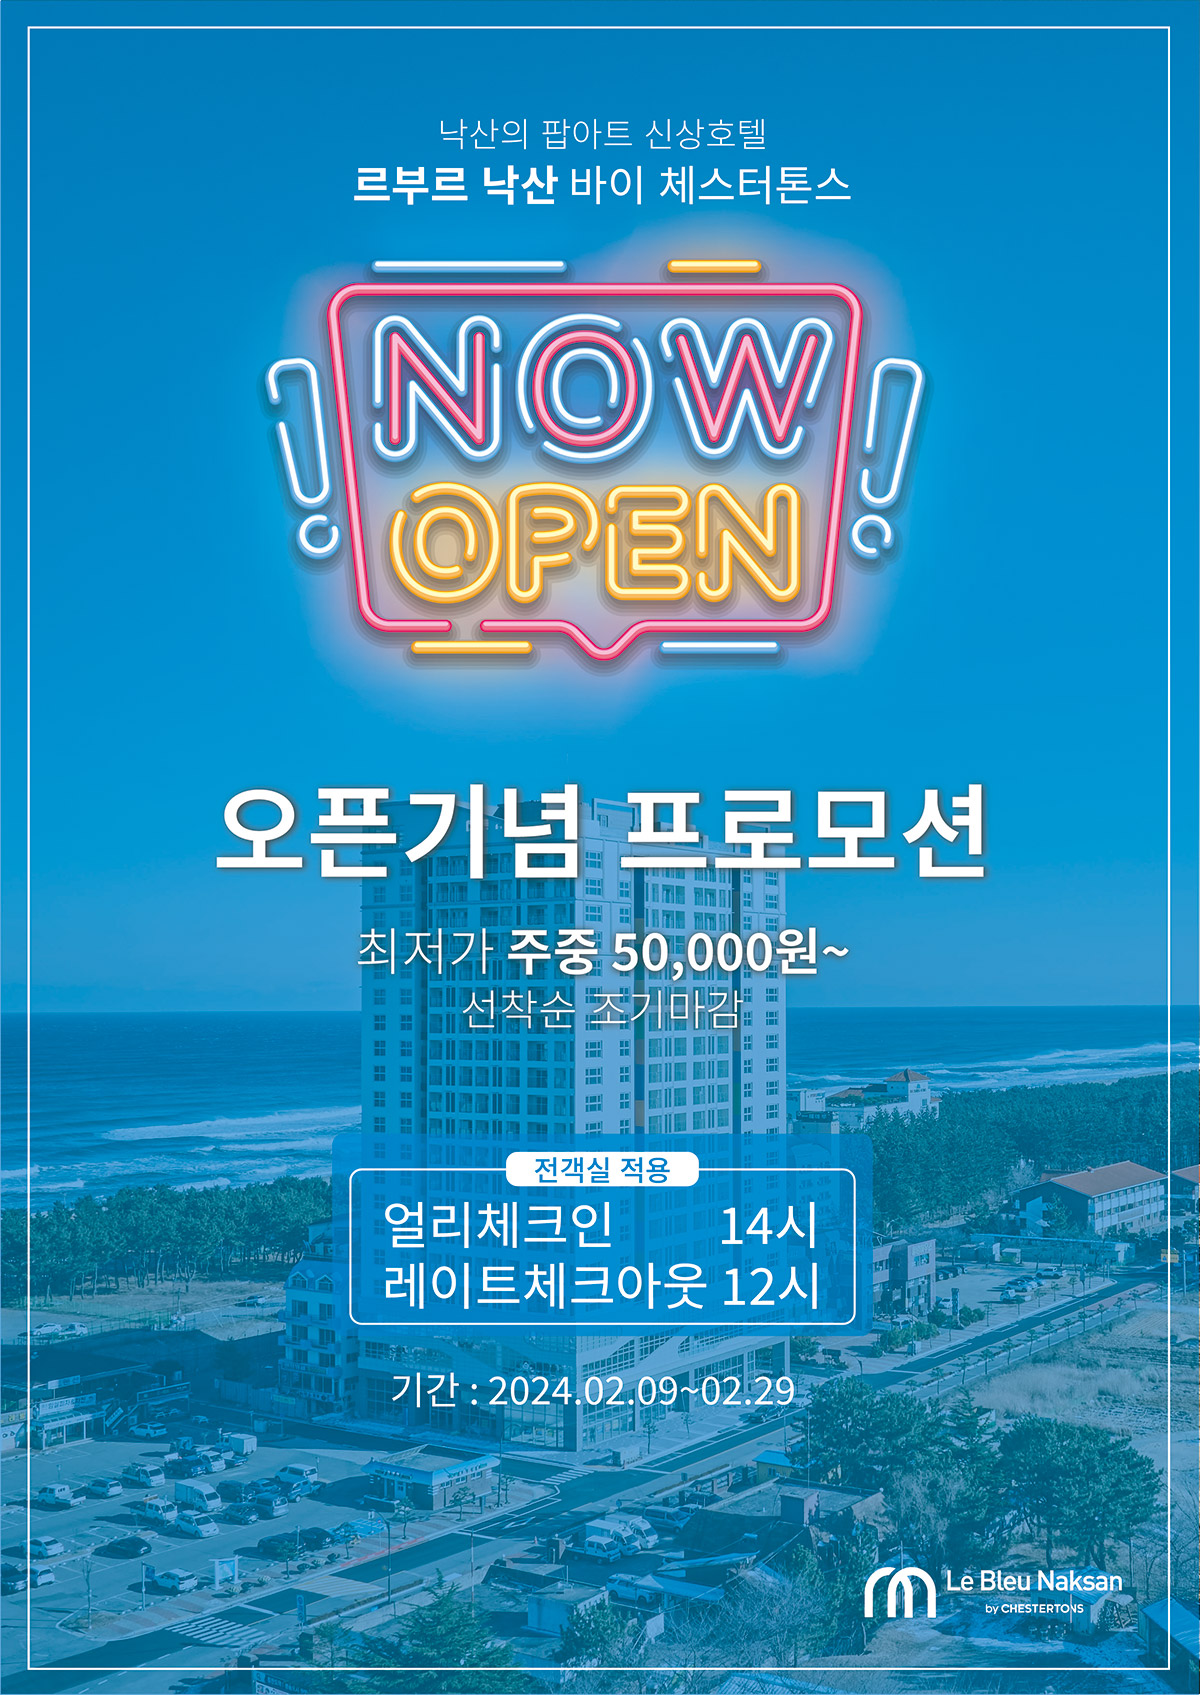 낙산의 팝아트 신상호텔
르부르 낙산 바이 체스터톤스
NOW
OPEN
오픈기념 프로모션
최저가 주중 50,000원~
선착순 조기마감
전객실 적용
얼리체크인 14시
레이트체크아웃 12시
기간 : 2024.02.09~02.29
Le Bleu Naksan
by CHESTERTONS